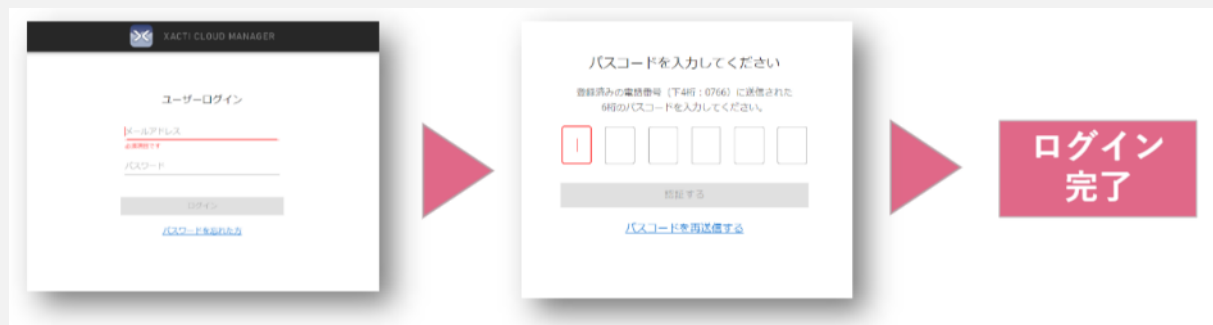 XACTI CLOUD MANAGER
ユーザーログイン
メールアドレス
必須項目です
パスワード
ログイン
パスワードを忘れた方
パスコードを入力してください
登録済みの電話番号（下4桁：0766）に送信された
6桁のパスコードを入力してください。
認証する
パスコードを再送信する
ログイン
完了